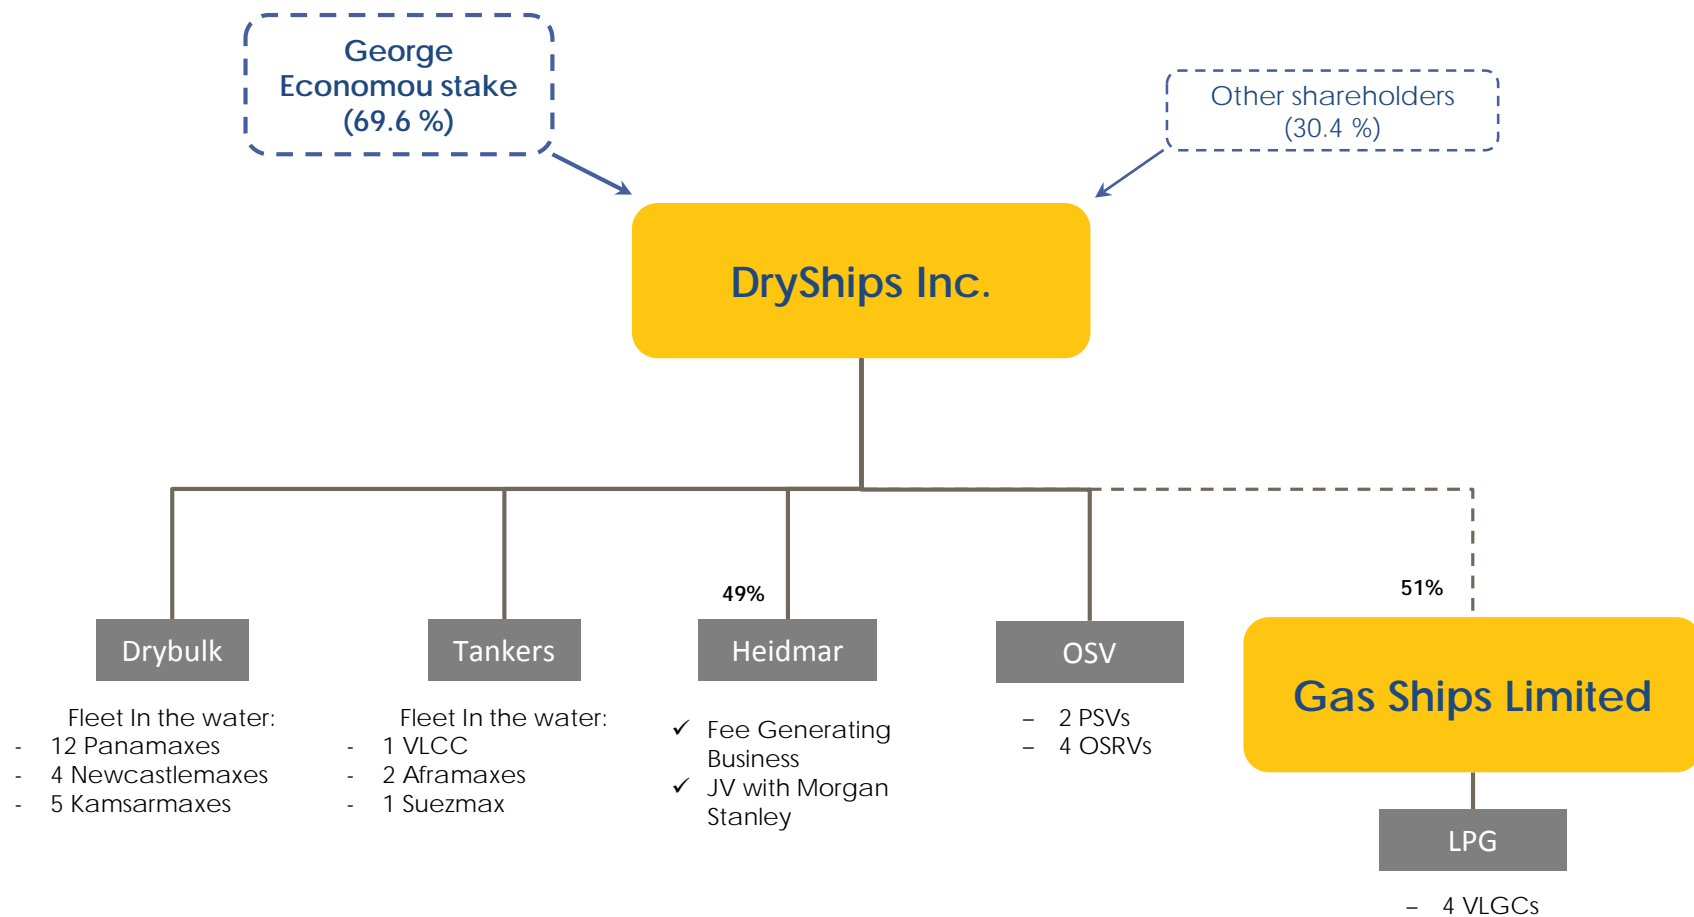 George
Economou stake
(69.6 %)
Other shareholders
(30.4 %)
DryShips Inc.
49%
51%
Drybulk
Fleet In the water:
- 12 Panamaxes
- 4 Newcastlemaxes
- 5 Kamsarmaxes
Tankers
Fleet In the water:
- 1 VLCC
- 2 Aframaxes
- 1 Suezmax
Heidmar
✓ Fee Generating
Business
✓ JV with Morgan
Stanley
OSV
– 2 PSVs
– 4 OSRVs
Gas Ships Limited
LPG
– 4 VLGCs